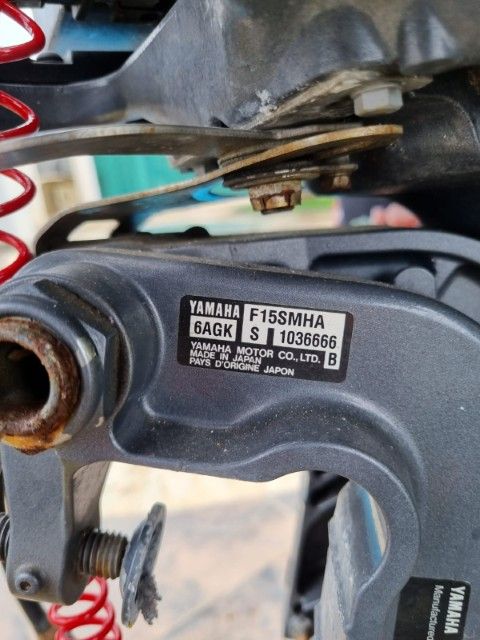 YAMAHA F15SMHA
6AGK S 1036666
YAMAHA MOTOR CO., LTD. B
MADE IN JAPAN
PAYS D'ORIGINE JAPON
YAMAHA